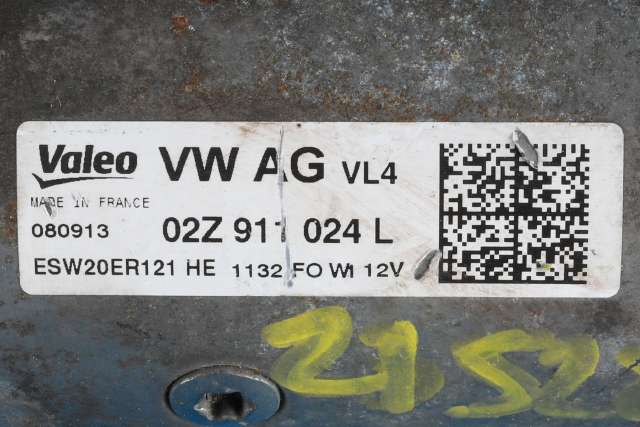 Valeo VW AG VL4
MADE IN FRANCE
080913 02Z 911 024 L
ESW20ER121 HE 1132 FO WI 12V